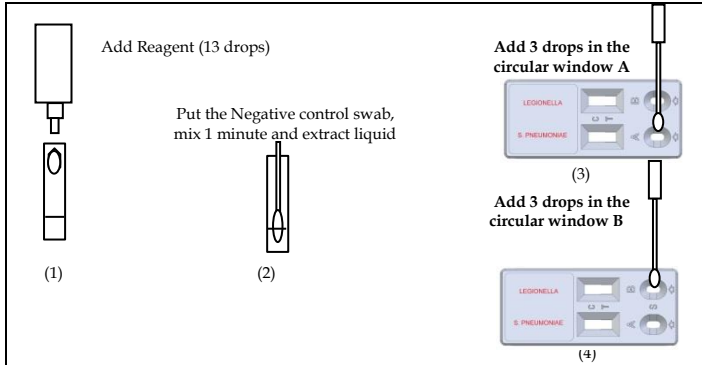 Add Reagent (13 drops)
(1)
Put the Negative control swab,
mix 1 minute and extract liquid
(2)
Add 3 drops in the
circular window A
LEGIONELLA
B
C T
S. PNEUMONIAE
A
(3)
Add 3 drops in the
circular window B
LEGIONELLA
B
C T
S
S. PNEUMONIAE
A
(4)